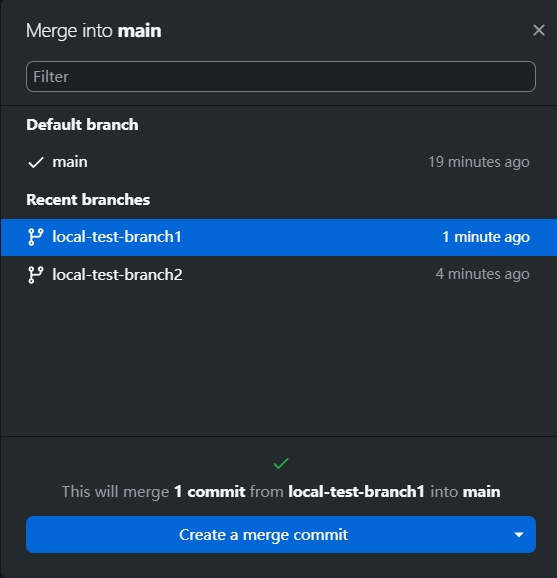 Merge into main
Filter
Default branch
main 19 minutes ago
Recent branches
local-test-branch1 1 minute ago
local-test-branch2 4 minutes ago
This will merge 1 commit from local-test-branch1 into main
Create a merge commit